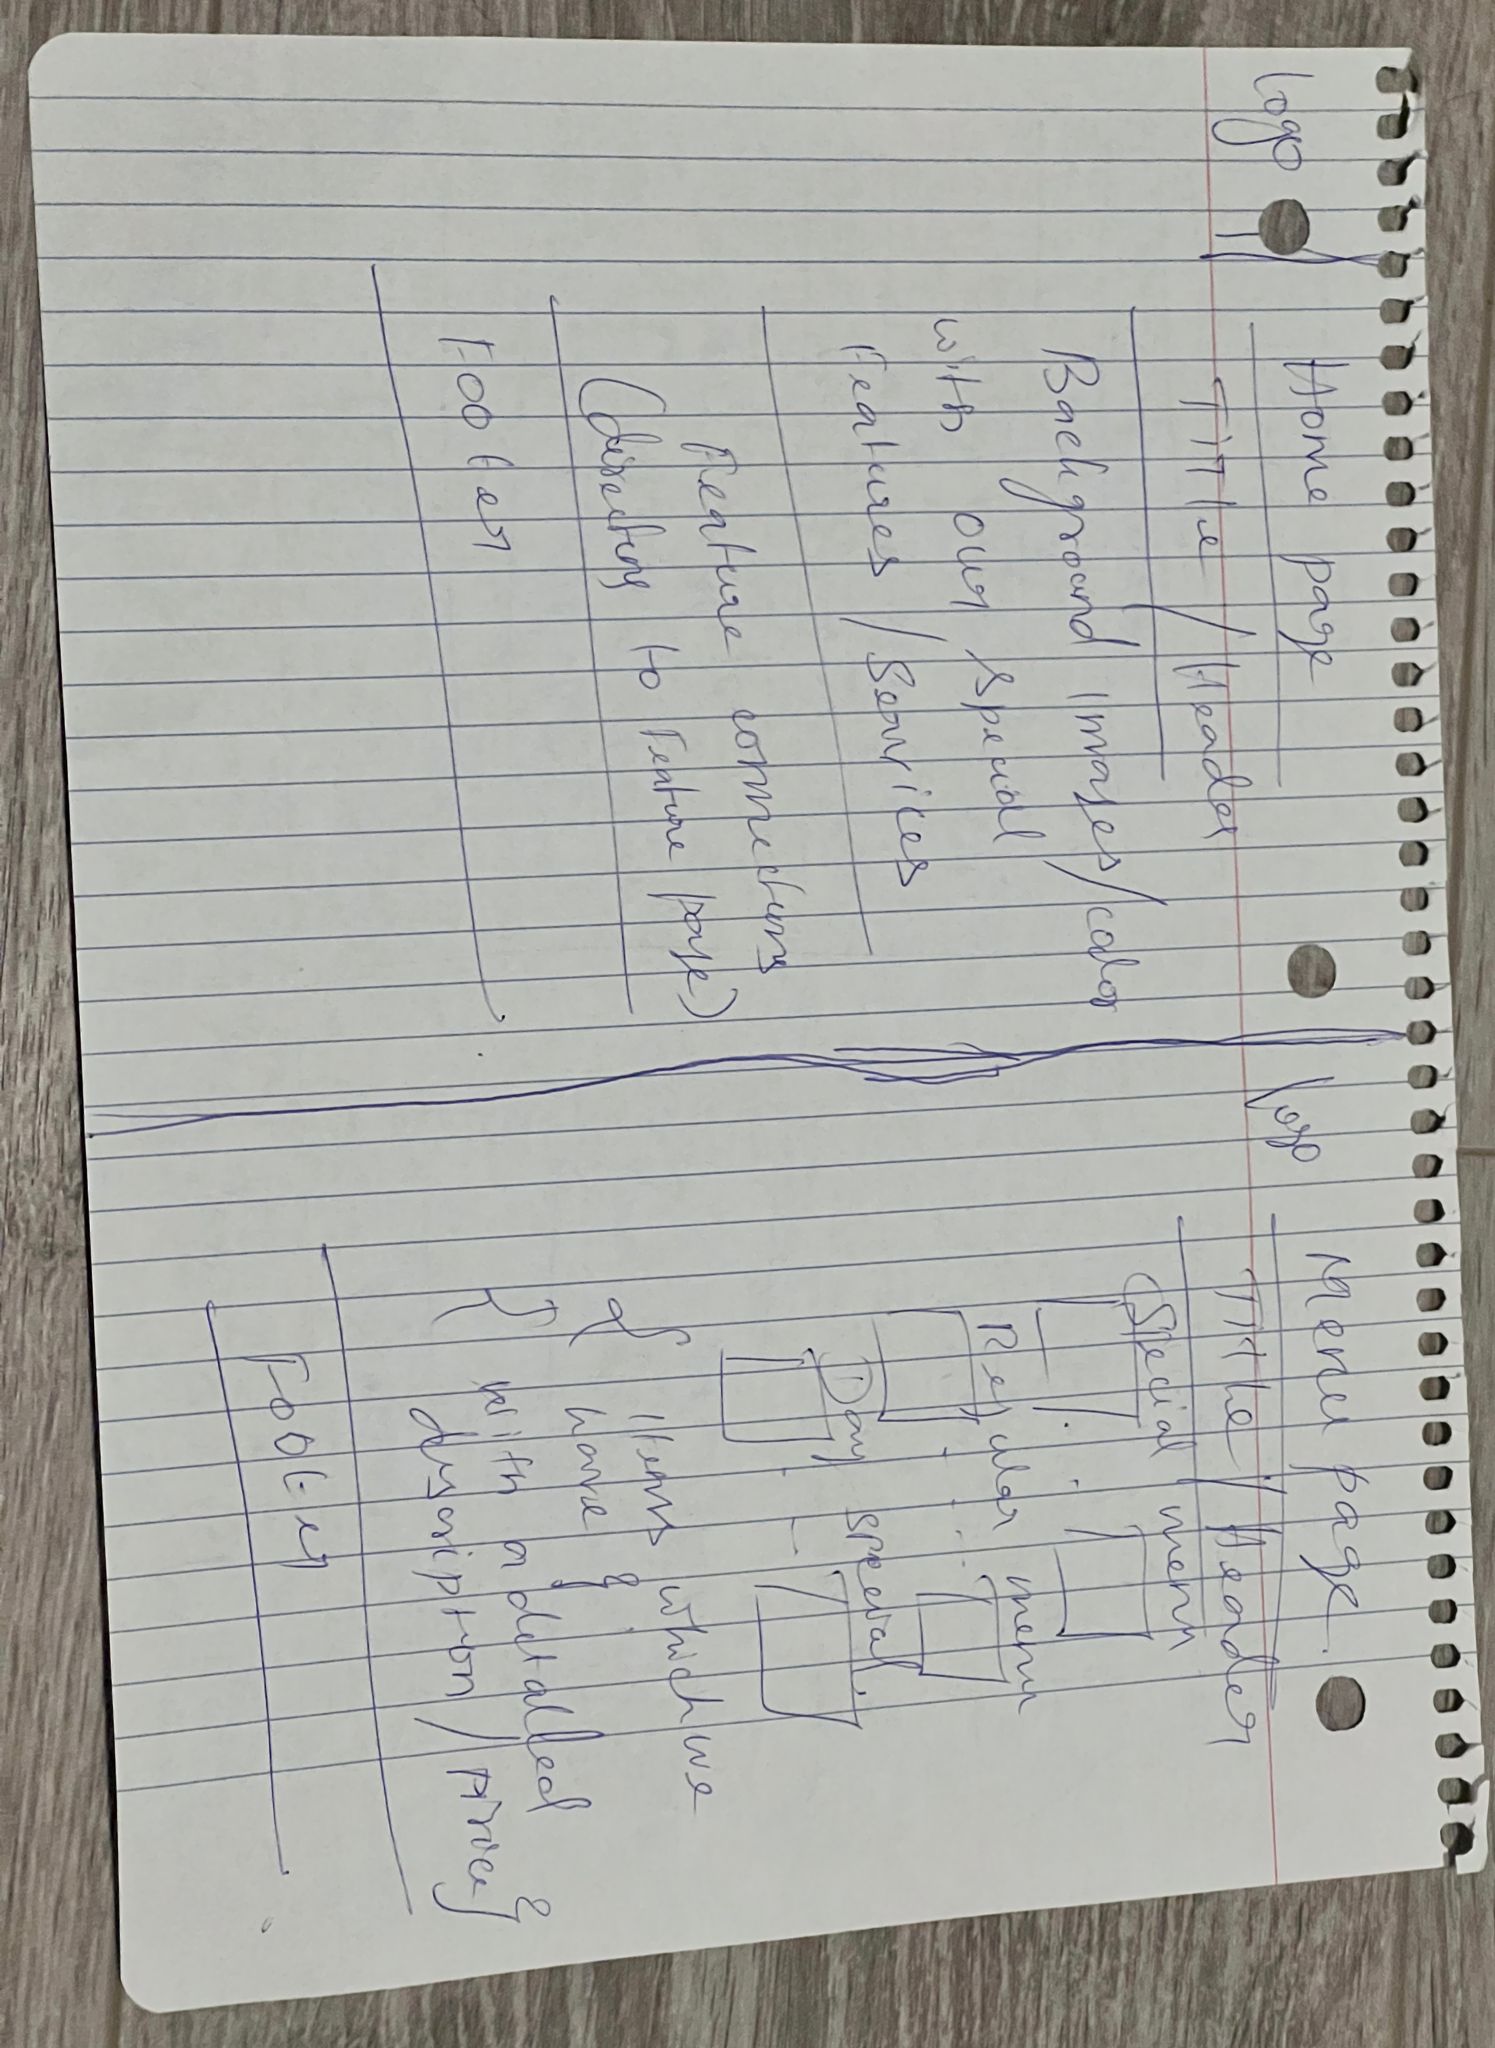 logo
Home page
Title / Header
Background Images/color
with our special
Features / Services
Feature connections
(directing to Feature page)
Footer
logo
Menu page
Title / Header
Special menu
Regular menu
Day special
{ Items which we
have {
with a detailed
dyscription / Price}
Footer